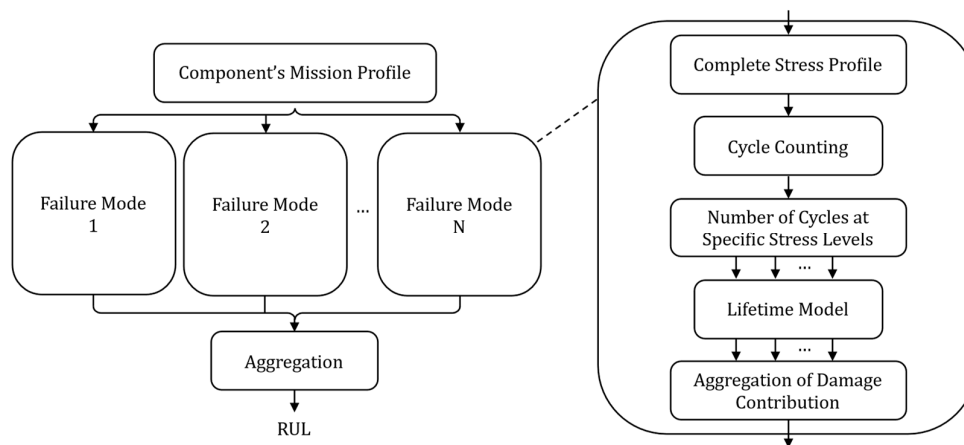 Component’s Mission Profile
Failure Mode
1
Failure Mode
2
...
Failure Mode
N
Aggregation
RUL
Complete Stress Profile
Cycle Counting
Number of Cycles at
Specific Stress Levels
...
Lifetime Model
...
Aggregation of Damage
Contribution